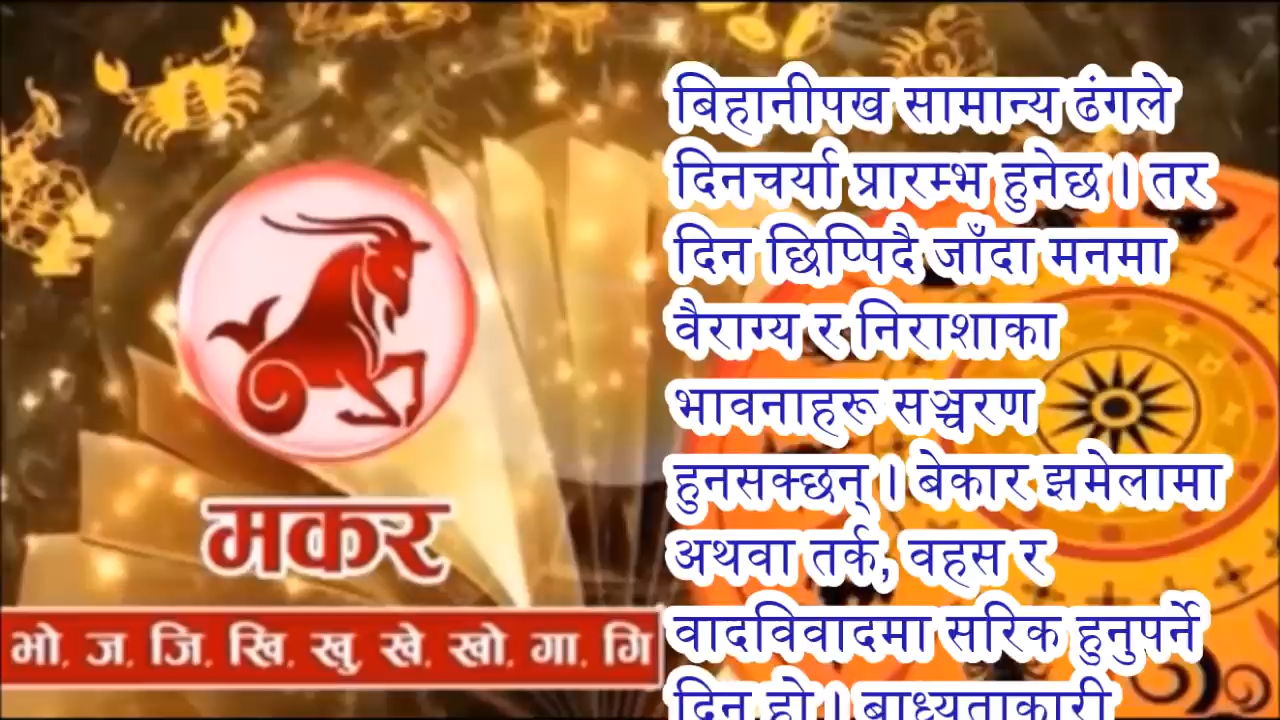 मकर
भो. ज. जि. खि. खु. खे. खो. गा. गि
बिहानीपख सामान्य ढंगले
दिनचर्या प्रारम्भ हुनेछ । तर
दिन छिप्पिदै जाँदा मनमा
वैराग्य र निराशाका
भावनाहरू सञ्चरण
हुनसक्छन् । बेकार झमेलामा
अथवा तर्क, वहस र
वादविवादमा सरिक हुनुपर्ने
दिन हो । बाध्यताकारी